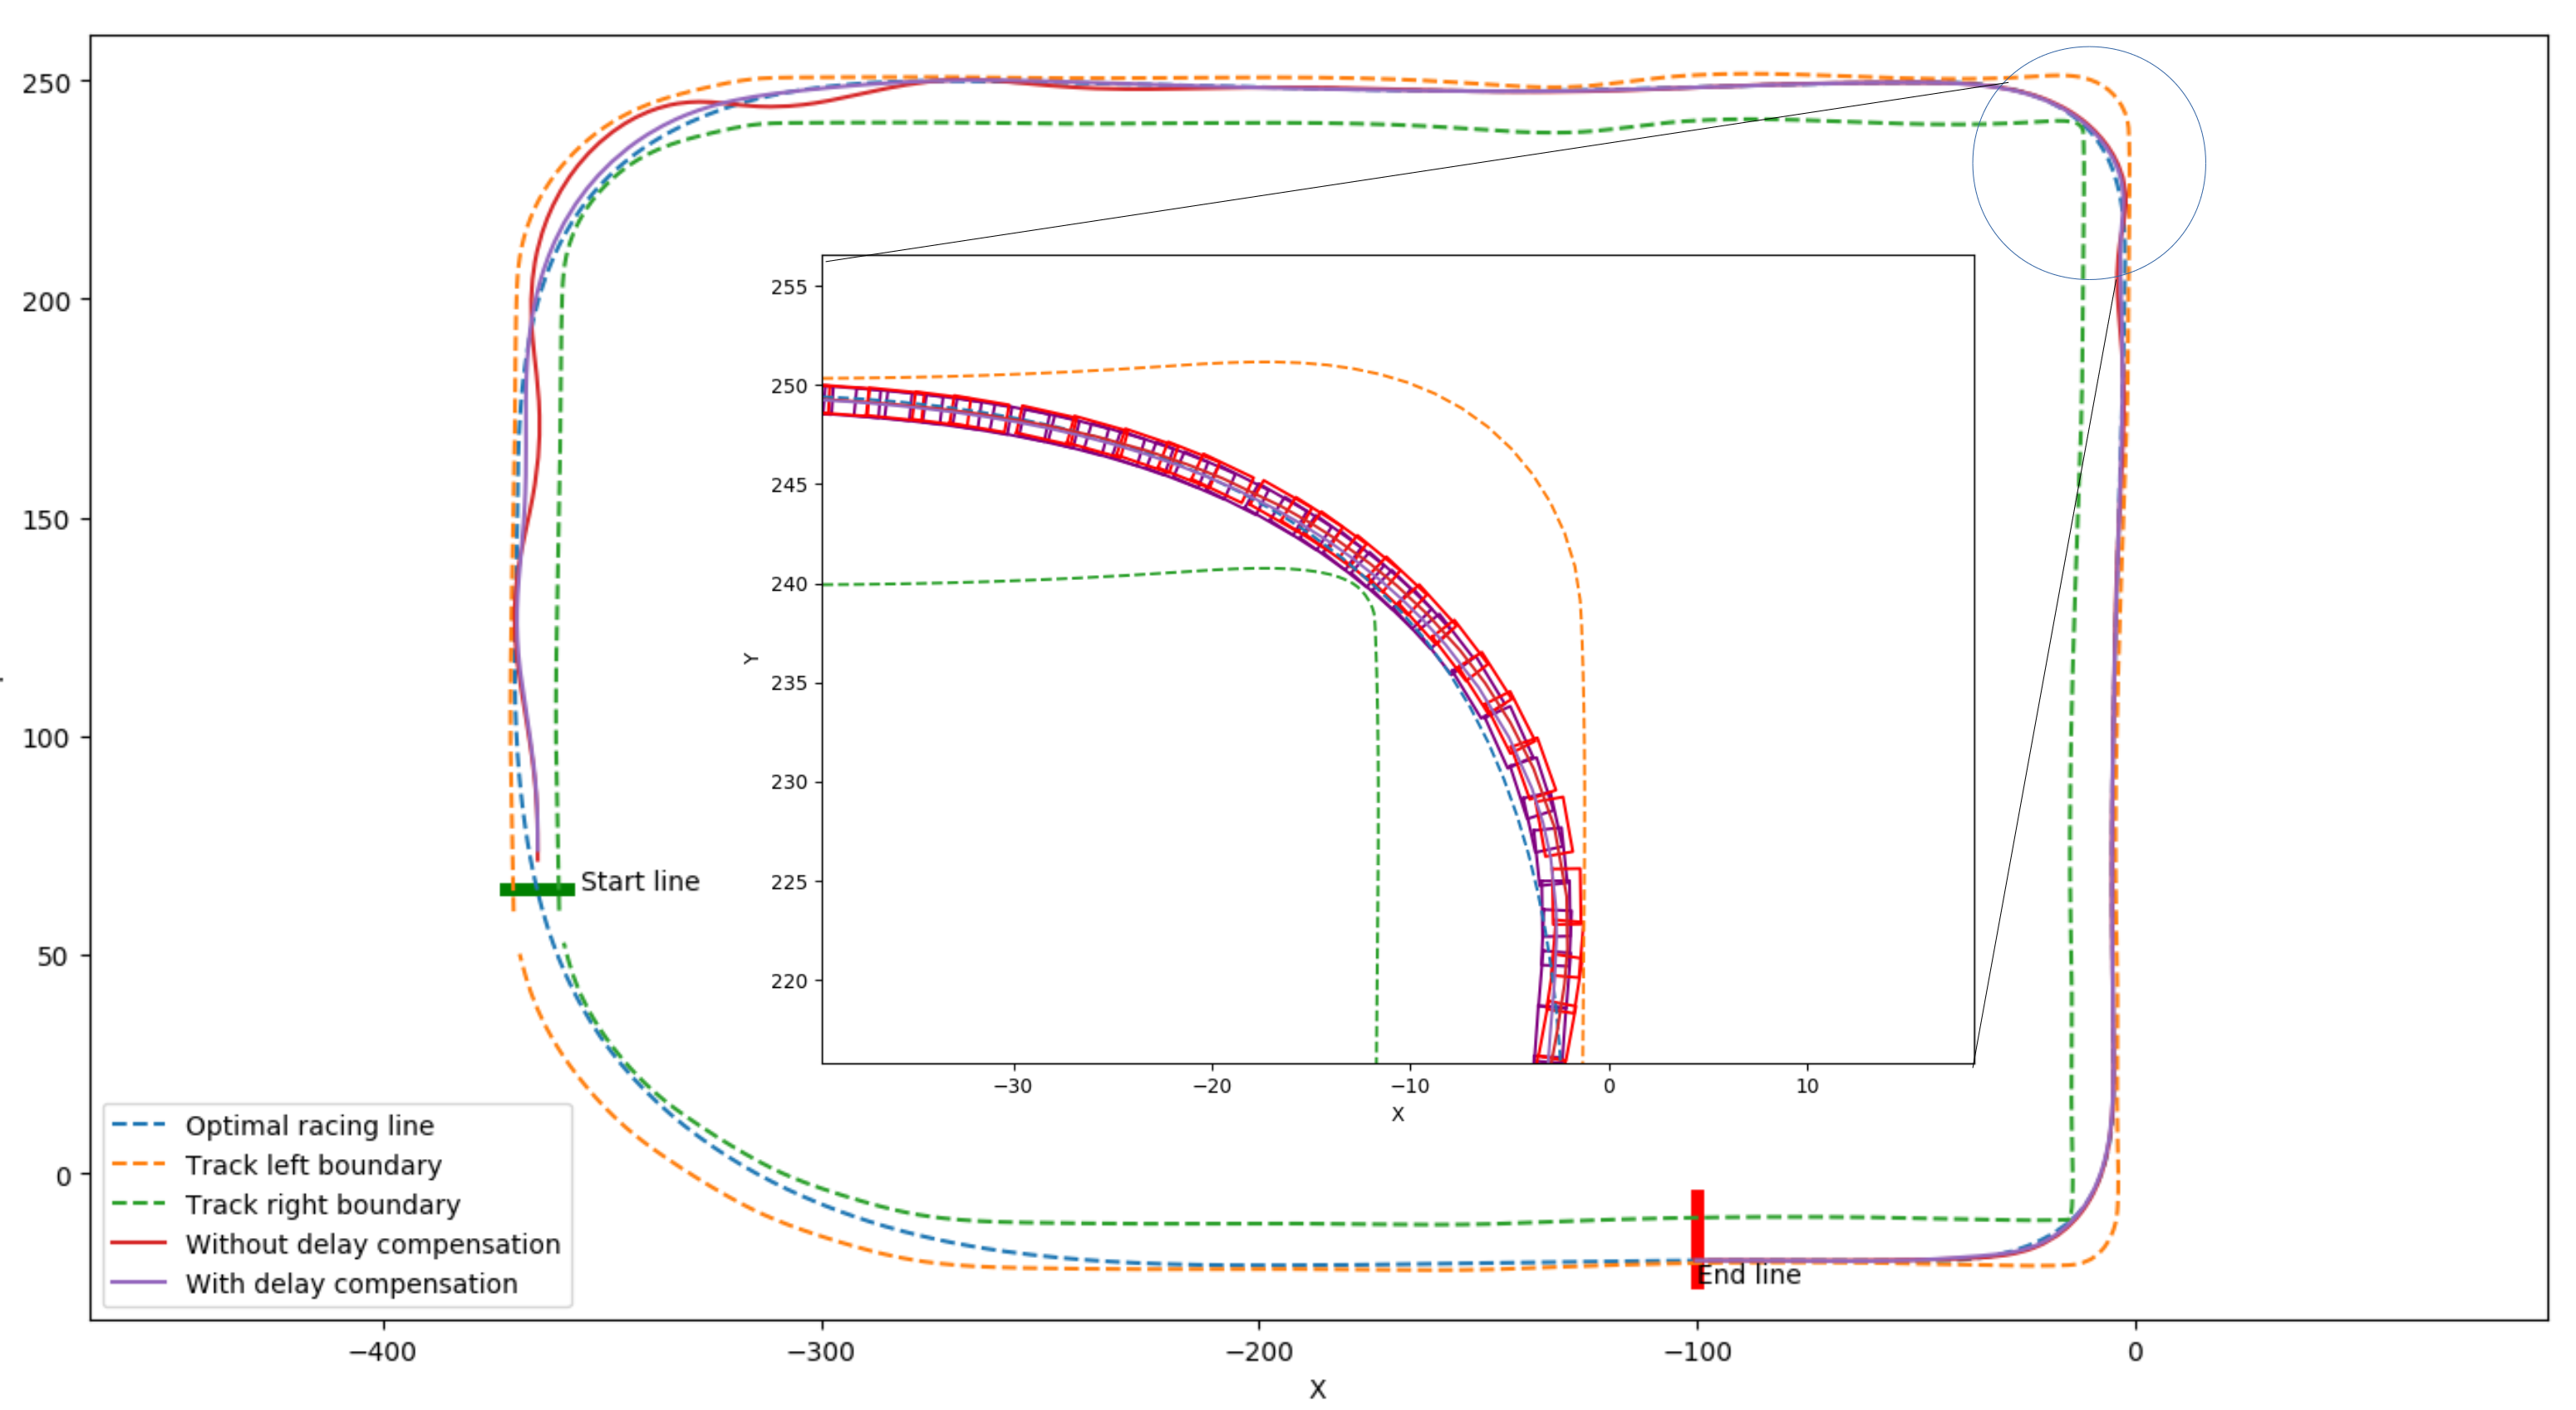 250
200
150
100
50
0
−400
−300
−200
−100
0
X
255
250
245
240
235
230
225
220
Y
−30
−20
−10
0
10
X
Start line
End line
Optimal racing line
Track left boundary
Track right boundary
Without delay compensation
With delay compensation